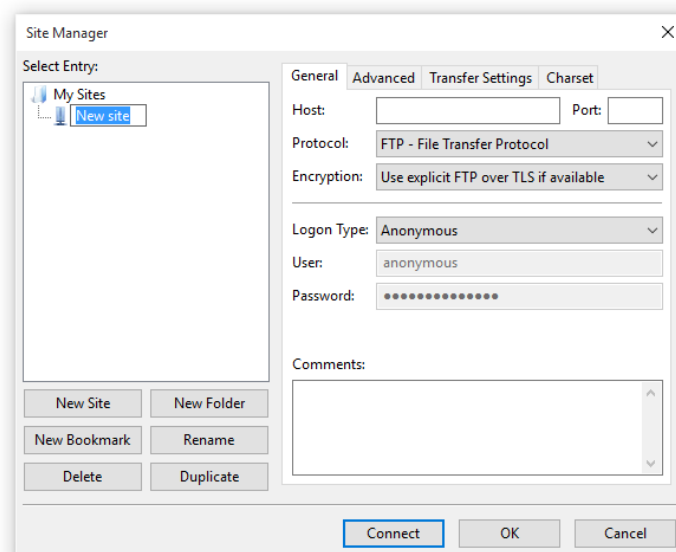 Site Manager
Select Entry:
My Sites
New site
New Site New Folder
New Bookmark Rename
Delete Duplicate
General Advanced Transfer Settings Charset
Host: Port:
Protocol: FTP - File Transfer Protocol
Encryption: Use explicit FTP over TLS if available
Logon Type: Anonymous
User: anonymous
Password: ●●●●●●●●●●●●●●
Comments:
Connect OK Cancel